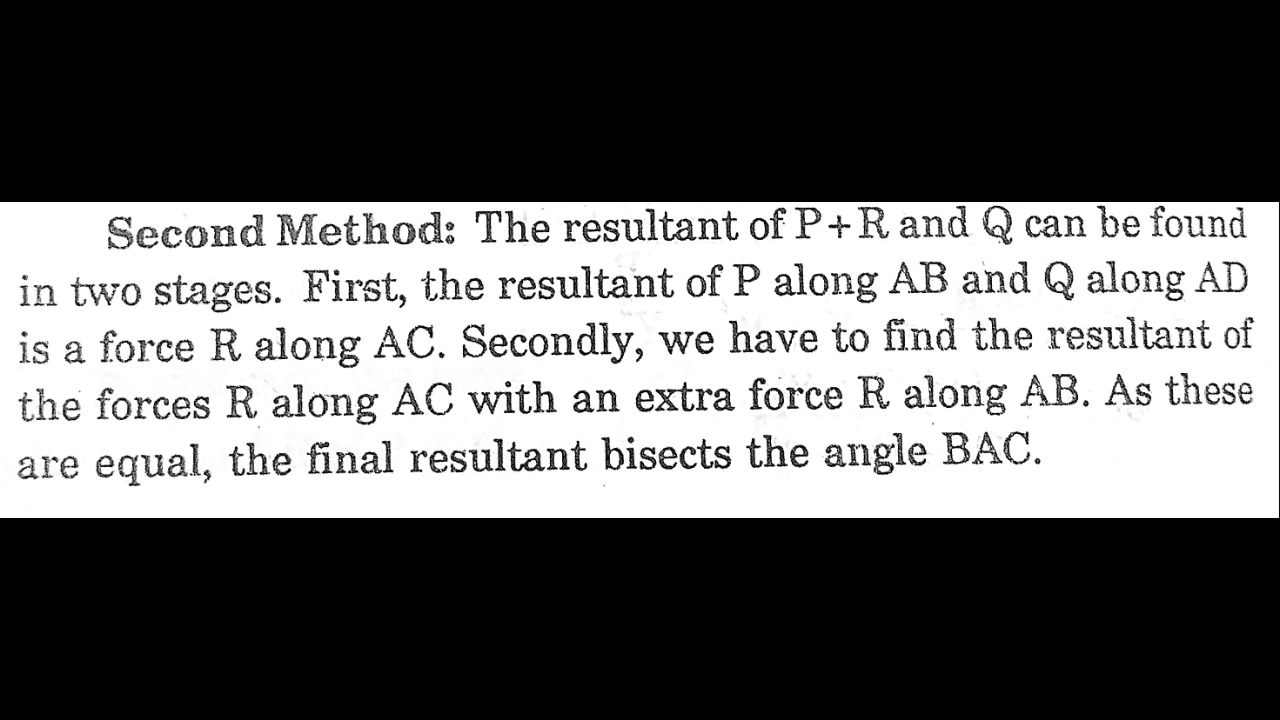 Second Method: The resultant of P+R and Q can be found
in two stages. First, the resultant of P along AB and Q along AD
is a force R along AC. Secondly, we have to find the resultant of
the forces R along AC with an extra force R along AB. As these
are equal, the final resultant bisects the angle BAC.